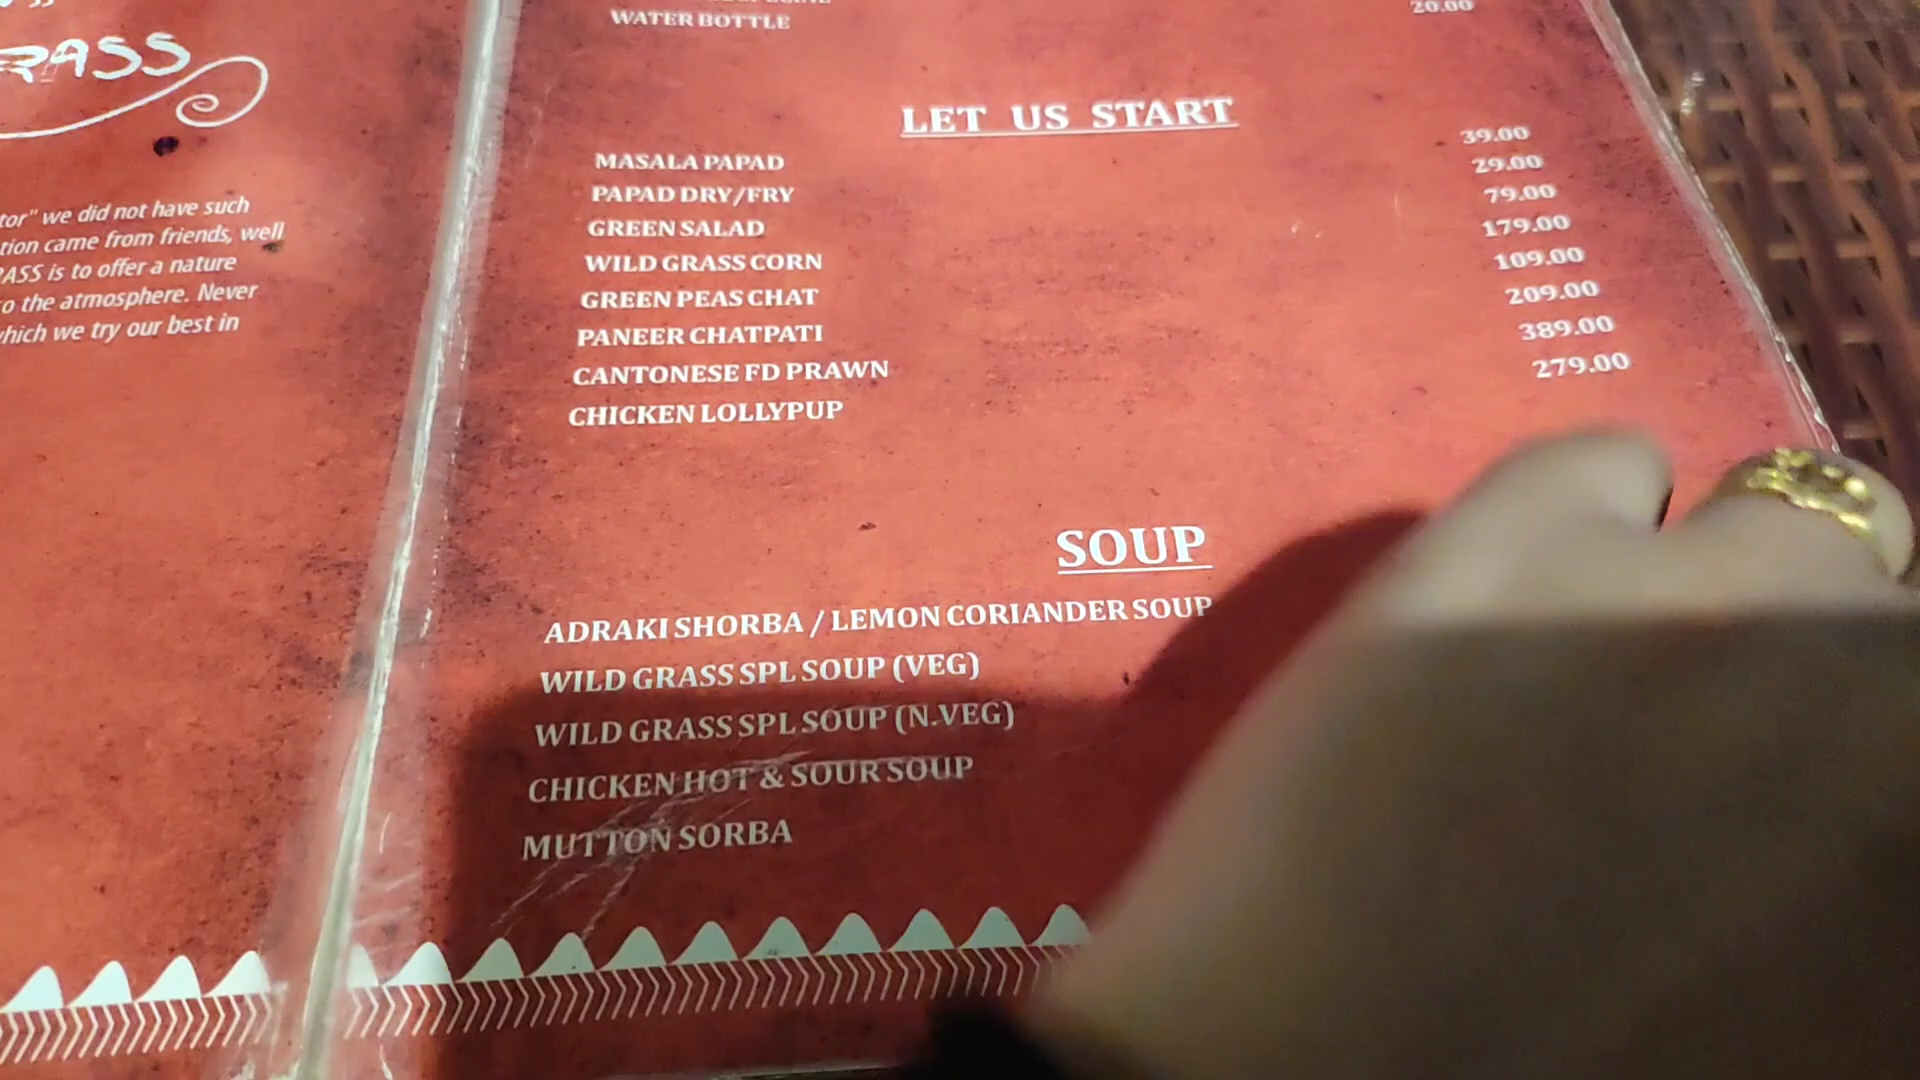 tor" we did not have such
tion came from friends, well
ASS is to offer a nature
o the atmosphere. Never
which we try our best in
WATER BOTTLE 20.00
LET US START
MASALA PAPAD 39.00
PAPAD DRY/FRY 29.00
GREEN SALAD 79.00
WILD GRASS CORN 179.00
GREEN PEAS CHAT 109.00
PANEER CHATPATI 209.00
CANTONESE FD PRAWN 389.00
CHICKEN LOLLYPUP 279.00
SOUP
ADRAKI SHORBA / LEMON CORIANDER SOUP
WILD GRASS SPL SOUP (VEG)
WILD GRASS SPL SOUP (N.VEG)
CHICKEN HOT & SOUR SOUP
MUTTON SORBA